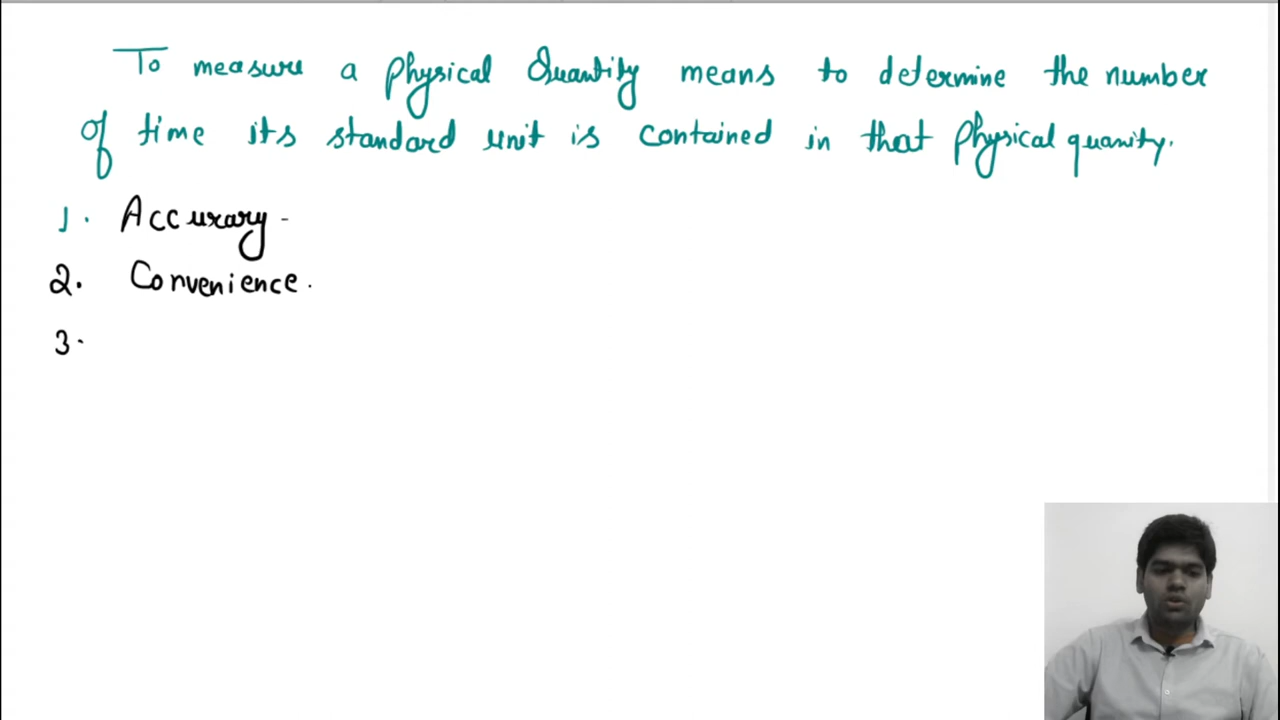 To measure a physical Quantity means to determine the number
of time its standard unit is contained in that physical quanity.
1. Accurary -
2. Convenience.
3.